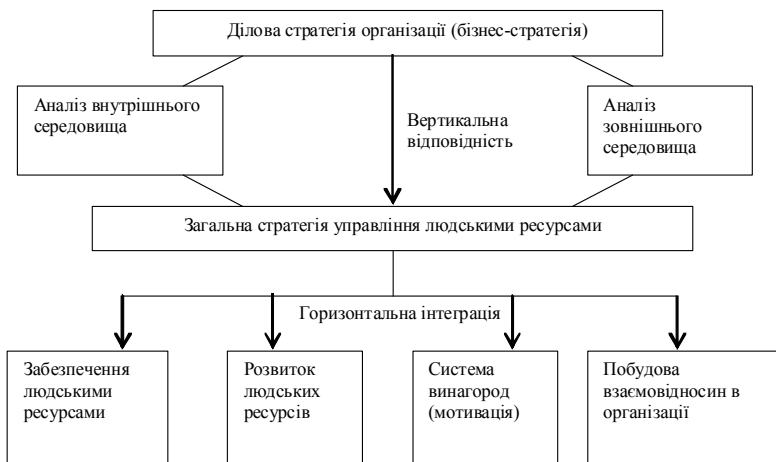 Ділова стратегія організації (бізнес-стратегія)
Аналіз внутрішнього
середовища
Вертикальна
відповідність
Аналіз
зовнішнього
середовища
Загальна стратегія управління людськими ресурсами
Горизонтальна інтеграція
Забезпечення
людськими
ресурсами
Розвиток
людських
ресурсів
Система
винагород
(мотивація)
Побудова
взаємовідносин в
організації